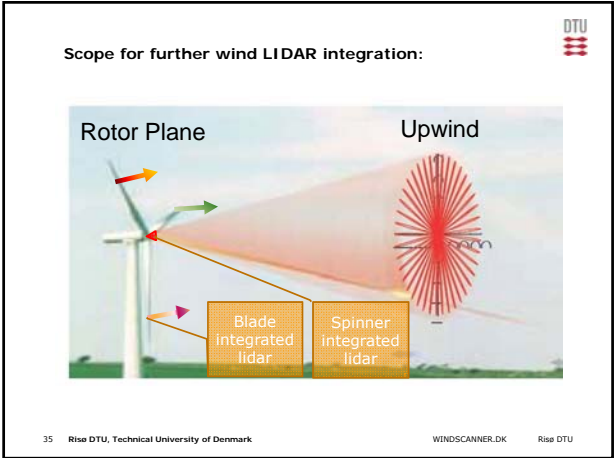 DTU
Scope for further wind LIDAR integration:
Rotor Plane
Upwind
Blade
integrated
lidar
Spinner
integrated
lidar
35 Risø DTU, Technical University of Denmark WINDSCANNER.DK Risø DTU